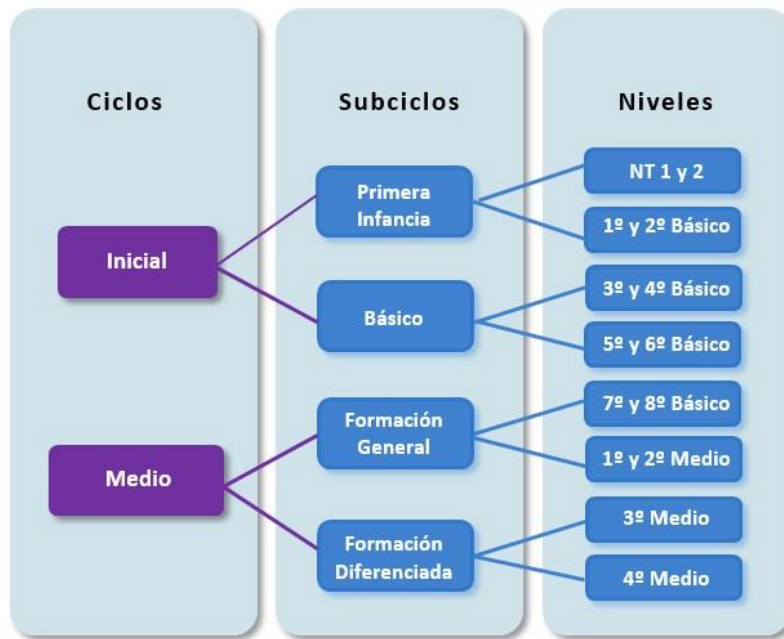 Ciclos
Subciclos
Niveles
Inicial
Medio
Primera
Infancia
Básico
Formación
General
Formación
Diferenciada
NT 1 y 2
1º y 2º Básico
3º y 4º Básico
5º y 6º Básico
7º y 8º Básico
1º y 2º Medio
3º Medio
4º Medio